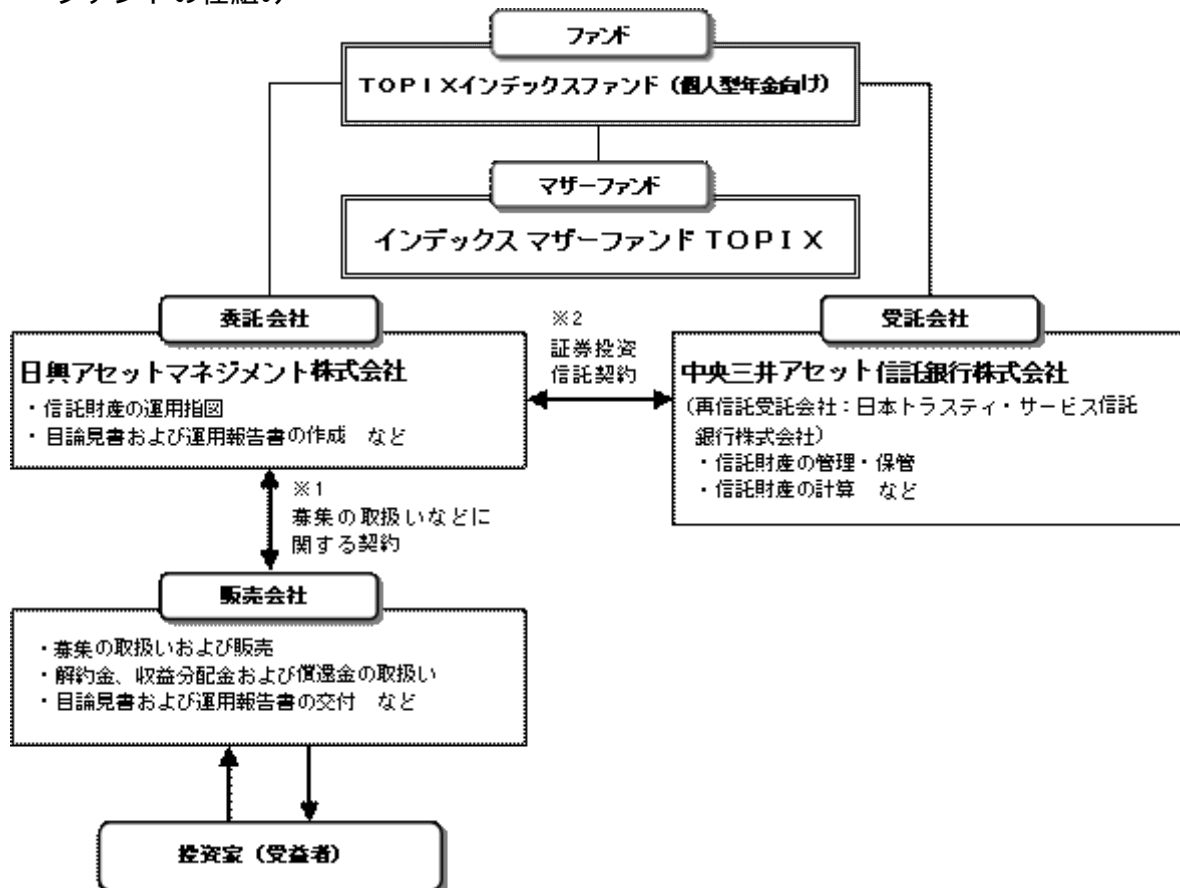 ファンドの仕組み
ファンド
TOPIXインデックスファンド（個人型年金向け）
マザーファンド
インデックス マザーファンド TOPIX
委託会社
日興アセットマネジメント株式会社
・信託財産の運用指図
・目論見書および運用報告書の作成　など
※2
証券投資
信託契約
受託会社
中央三井アセット信託銀行株式会社
（再信託受託会社：日本トラスティ・サービス信託
銀行株式会社）
・信託財産の管理・保管
・信託財産の計算　など
※1
募集の取扱いなどに
関する契約
販売会社
・募集の取扱いおよび販売
・解約金、収益分配金および償還金の取扱い
・目論見書および運用報告書の交付　など
投資家（受益者）